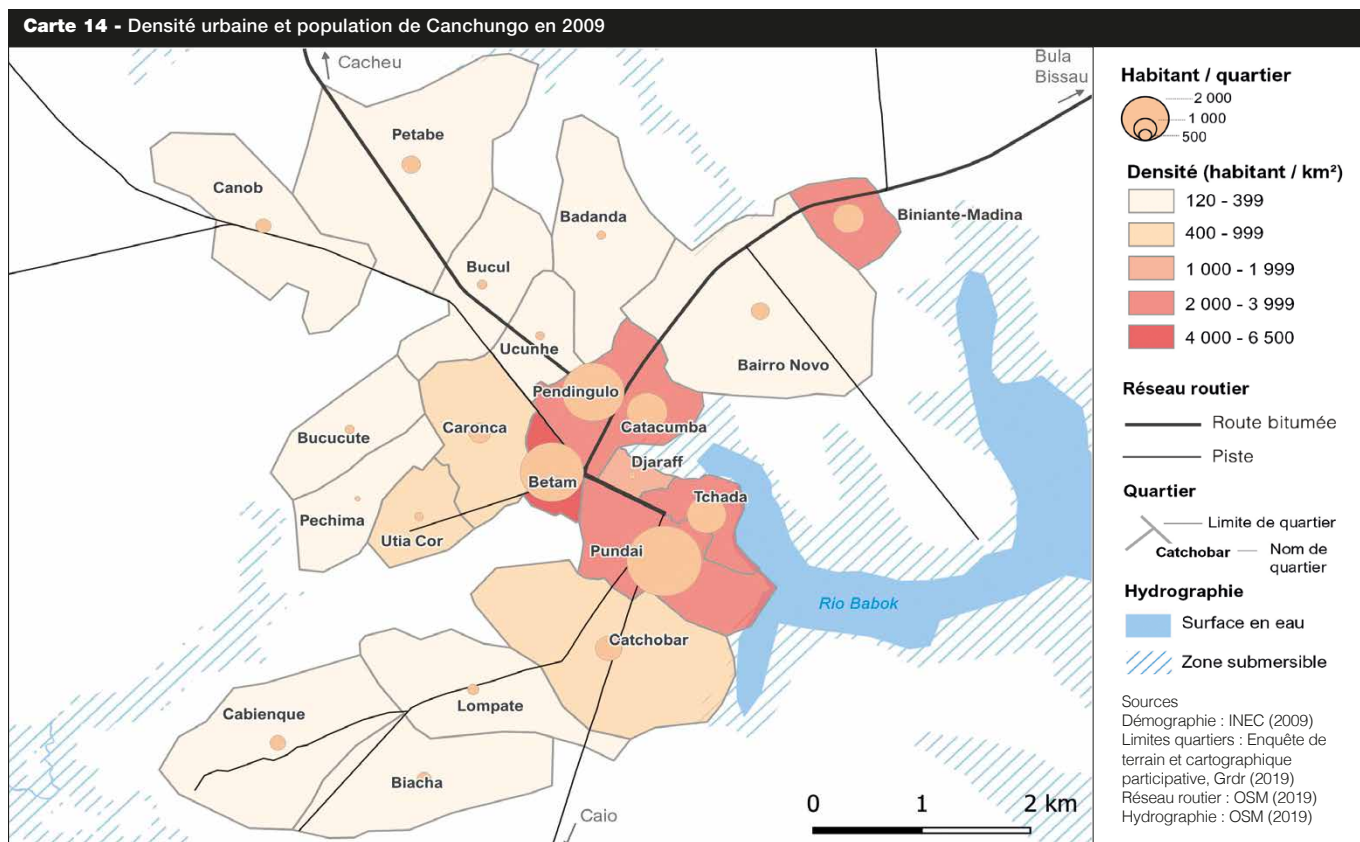 Carte 14 - Densité urbaine et population de Canchungo en 2009
Cacheu
Bula
Bissau
Petabe
Canob
Badanda
Biniante-Madina
Bucul
Ucunhe
Bairro Novo
Pendingulo
Catacumba
Caronca
Bucucute
Djaraff
Betam
Tchada
Pechima
Utia Cor
Pundai
Rio Babok
Catchobar
Lompate
Cabienque
Biacha
Caio
0 1 2 km
Habitant / quartier
2 000
1 000
500
Densité (habitant / km²)
120 - 399
400 - 999
1 000 - 1 999
2 000 - 3 999
4 000 - 6 500
Réseau routier
Route bitumée
Piste
Quartier
Limite de quartier
Catchobar Nom de
quartier
Hydrographie
Surface en eau
Zone submersible
Sources
Démographie : INEC (2009)
Limites quartiers : Enquête de
terrain et cartographique
participative, Grdr (2019)
Réseau routier : OSM (2019)
Hydrographie : OSM (2019)